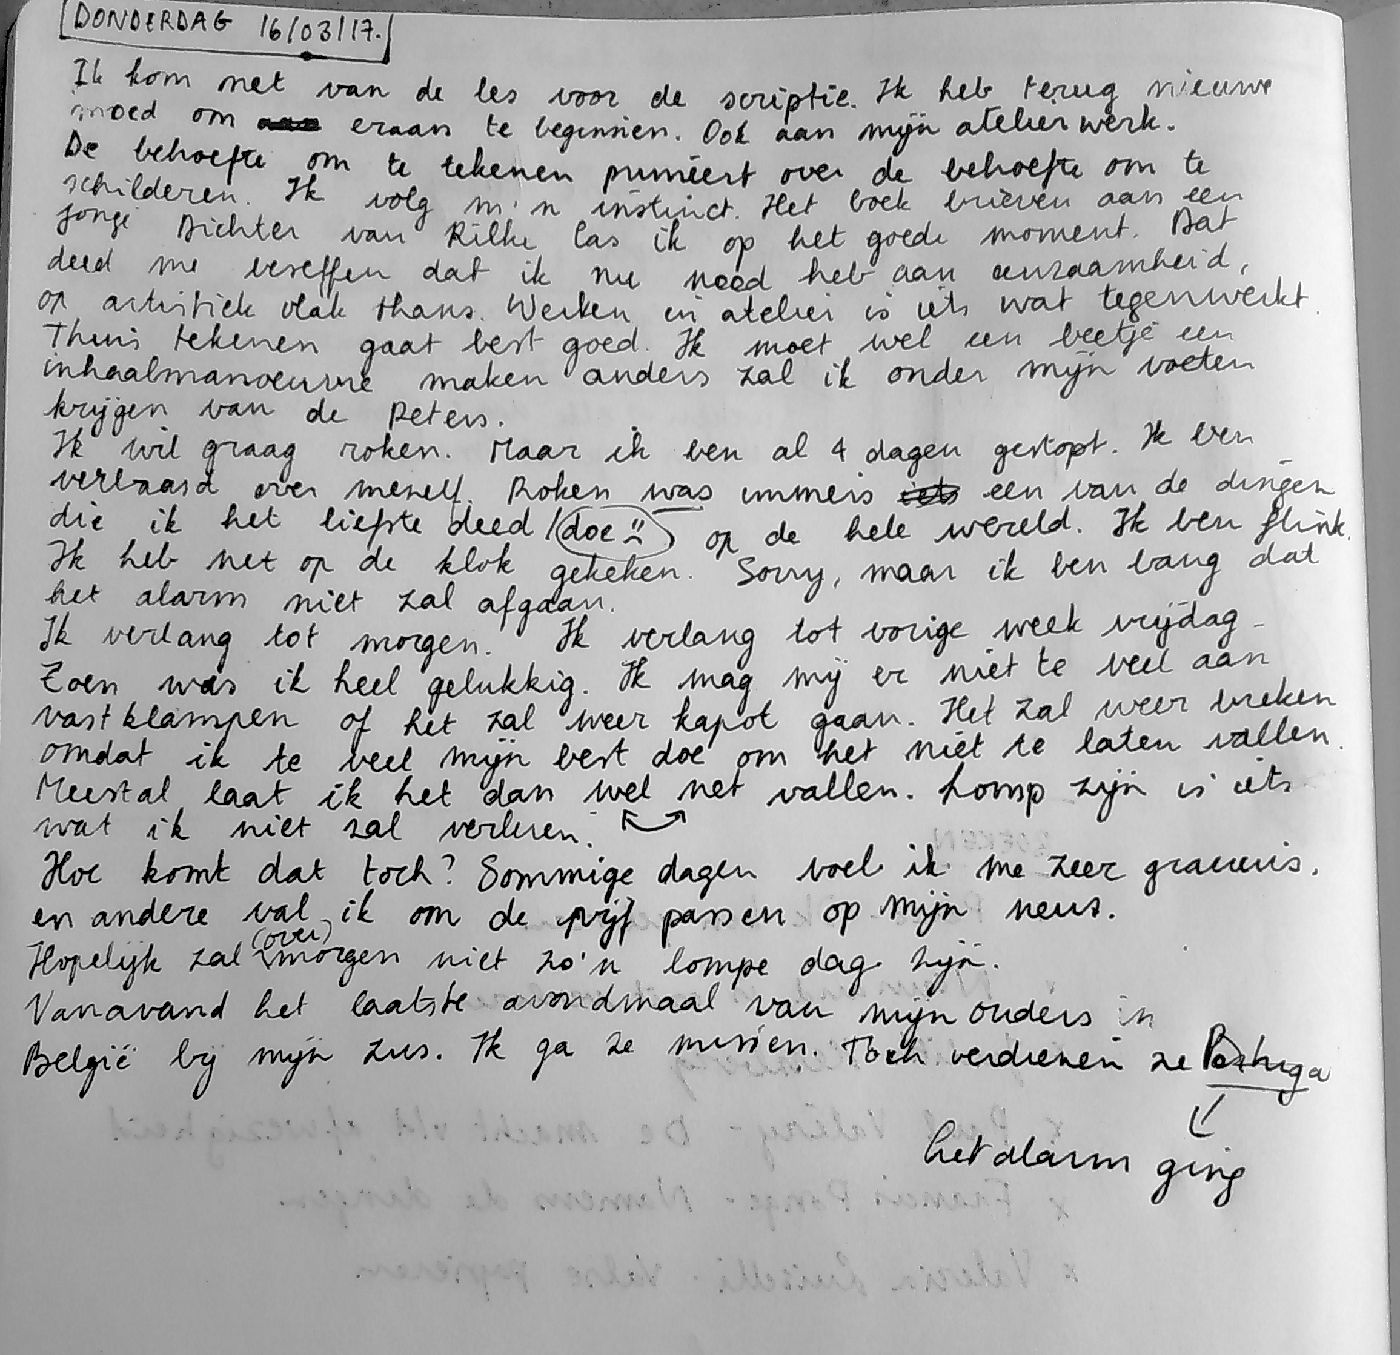 DONDERDAG 16/03/17.
Ik kom net van de les voor de scriptie. Ik heb terug nieuwe
moed om eraan te beginnen. Ook aan mijn atelierwerk.
De behoefte om te tekenen primeert over de behoefte om te
schilderen. Ik volg m'n instinct. Het boek brieven aan een
jonge Dichter van Rilke las ik op het goede moment. Dat
deed me beseffen dat ik nu nood heb aan eenzaamheid,
op artistiek vlak thans. Werken in atelier is iets wat tegenwerkt.
Thuis tekenen gaat best goed. Ik moet wel een beetje een
inhaalmanoeuvre maken anders zal ik onder mijn voeten
krijgen van de Peters.
Ik wil graag roken. Maar ik ben al 4 dagen gestopt. Ik ben
verbaasd over mezelf. Roken was immers iets een van de dingen
die ik het liefste deed / doe op de hele wereld. Ik ben flink.
Ik heb net op de klok gekeken. Sorry, maar ik ben bang dat
het alarm niet zal afgaan.
Ik verlang tot morgen. Ik verlang tot vorige week vrijdag -
Toen was ik heel gelukkig. Ik mag mij er niet te veel aan
vastklampen of het zal weer kapot gaan. Het zal weer breken
omdat ik te veel mijn best doe om het niet te laten vallen.
Meestal laat ik het dan wel net vallen. Lomp zijn is iets
wat ik niet zal verleren.
Hoe komt dat toch? Sommige dagen voel ik me zeer gracieus.
en andere val ik om de vijf passen op mijn neus.
Hopelijk zal (over)morgen niet zo'n lompe dag zijn.
Vanavond het laatste avondmaal van mijn ouders in
België bij mijn zus. Ik ga ze missen. Toch verdienen ze Portuga
het alarm ging